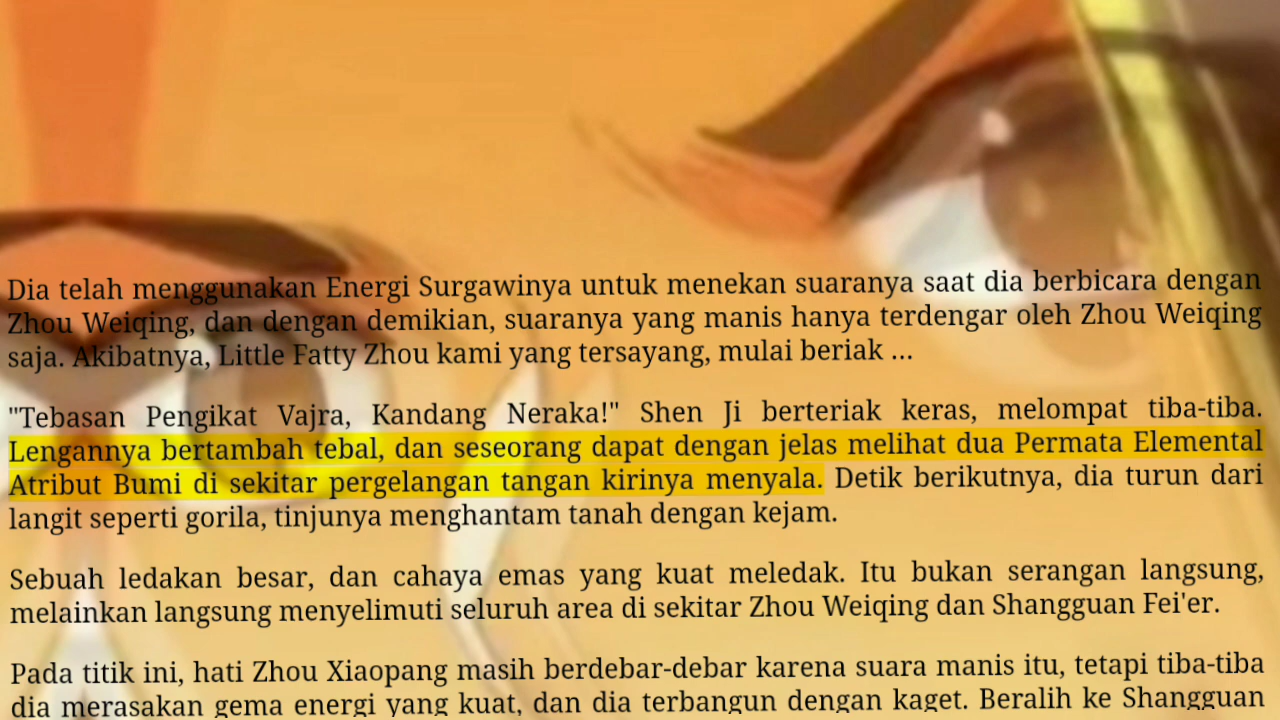 Dia telah menggunakan Energi Surgawinya untuk menekan suaranya saat dia berbicara dengan
Zhou Weiqing, dan dengan demikian, suaranya yang manis hanya terdengar oleh Zhou Weiqing
saja. Akibatnya, Little Fatty Zhou kami yang tersayang, mulai beriak ...
"Tebasan Pengikat Vajra, Kandang Neraka!" Shen Ji berteriak keras, melompat tiba-tiba.
Lengannya bertambah tebal, dan seseorang dapat dengan jelas melihat dua Permata Elemental
Atribut Bumi di sekitar pergelangan tangan kirinya menyala. Detik berikutnya, dia turun dari
langit seperti gorila, tinjunya menghantam tanah dengan kejam.
Sebuah ledakan besar, dan cahaya emas yang kuat meledak. Itu bukan serangan langsung,
melainkan langsung menyelimuti seluruh area di sekitar Zhou Weiqing dan Shangguan Fei'er.
Pada titik ini, hati Zhou Xiaopang masih berdebar-debar karena suara manis itu, tetapi tiba-tiba
dia merasakan gema energi yang kuat, dan dia terbangun dengan kaget. Beralih ke Shangguan